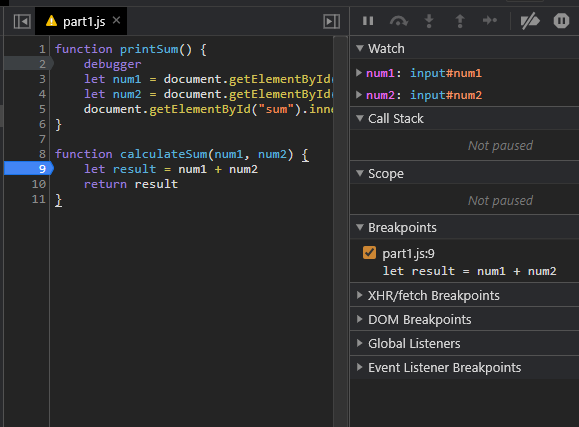 part1.js ×
1 function printSum() {
2 debugger
3 let num1 = document.getElementById(
4 let num2 = document.getElementById(
5 document.getElementById("sum").inne
6 }
7
8 function calculateSum(num1, num2) {
9 let result = num1 + num2
10 return result
11 }
Watch
num1: input#num1
num2: input#num2
Call Stack
Not paused
Scope
Not paused
Breakpoints
part1.js:9
let result = num1 + num2
XHR/fetch Breakpoints
DOM Breakpoints
Global Listeners
Event Listener Breakpoints